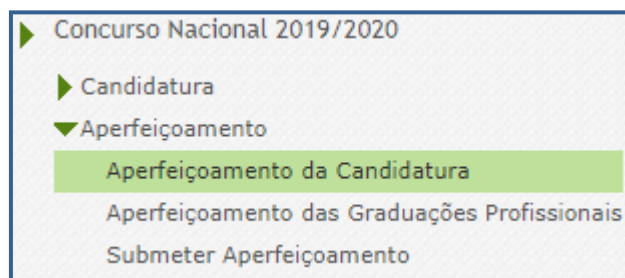 Concurso Nacional 2019/2020
Candidatura
Aperfeiçoamento
Aperfeiçoamento da Candidatura
Aperfeiçoamento das Graduações Profissionais
Submeter Aperfeiçoamento